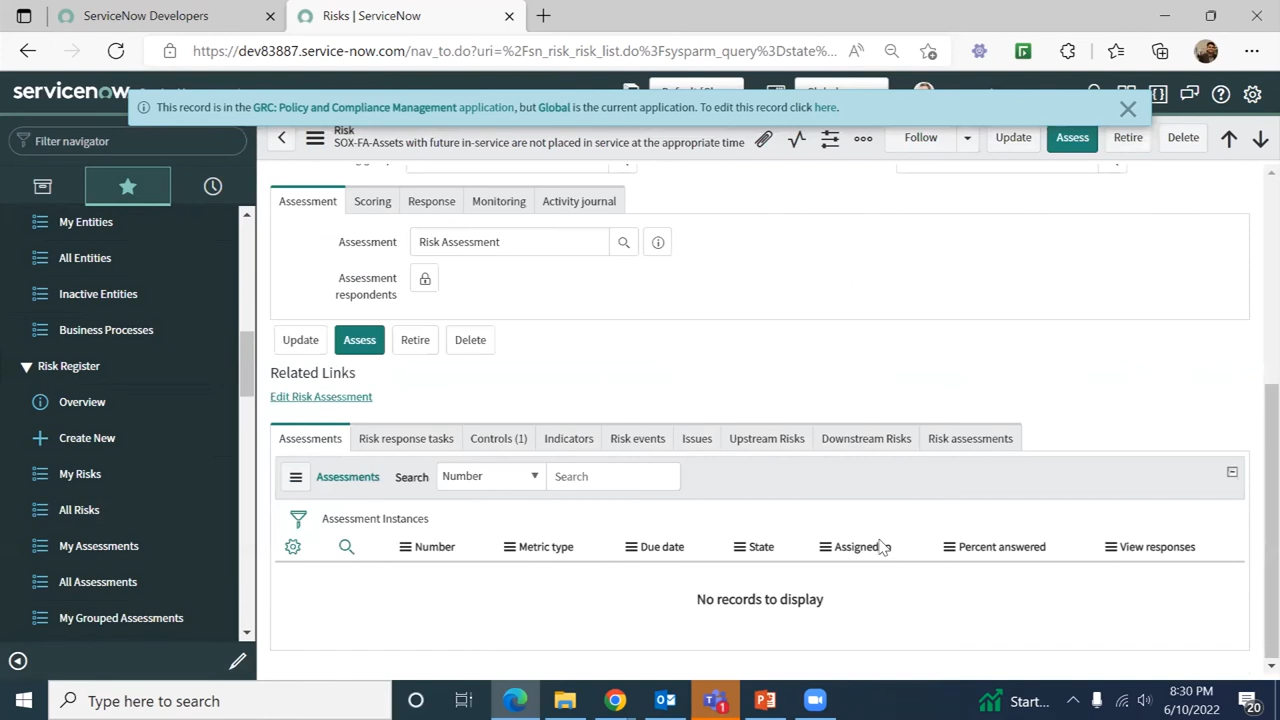 ServiceNow Developers
Risks | ServiceNow
https://dev83887.service-now.com/nav_to.do?uri=%2Fsn_risk_risk_list.do%3Fsysparm_query%3Dstate%...
servicenow
This record is in the GRC: Policy and Compliance Management application, but Global is the current application. To edit this record click here.
Filter navigator
Risk
SOX-FA-Assets with future in-service are not placed in service at the appropriate time
Follow
Update
Assess
Retire
Delete
My Entities
All Entities
Inactive Entities
Business Processes
Risk Register
Overview
Create New
My Risks
All Risks
My Assessments
All Assessments
My Grouped Assessments
Assessment
Scoring
Response
Monitoring
Activity journal
Assessment
Risk Assessment
Assessment
respondents
Update
Assess
Retire
Delete
Related Links
Edit Risk Assessment
Assessments
Risk response tasks
Controls (1)
Indicators
Risk events
Issues
Upstream Risks
Downstream Risks
Risk assessments
Assessments
Search
Number
Search
Assessment Instances
Number
Metric type
Due date
State
Assigned
Percent answered
View responses
No records to display
Type here to search
1
Start...
8:30 PM
6/10/2022
20